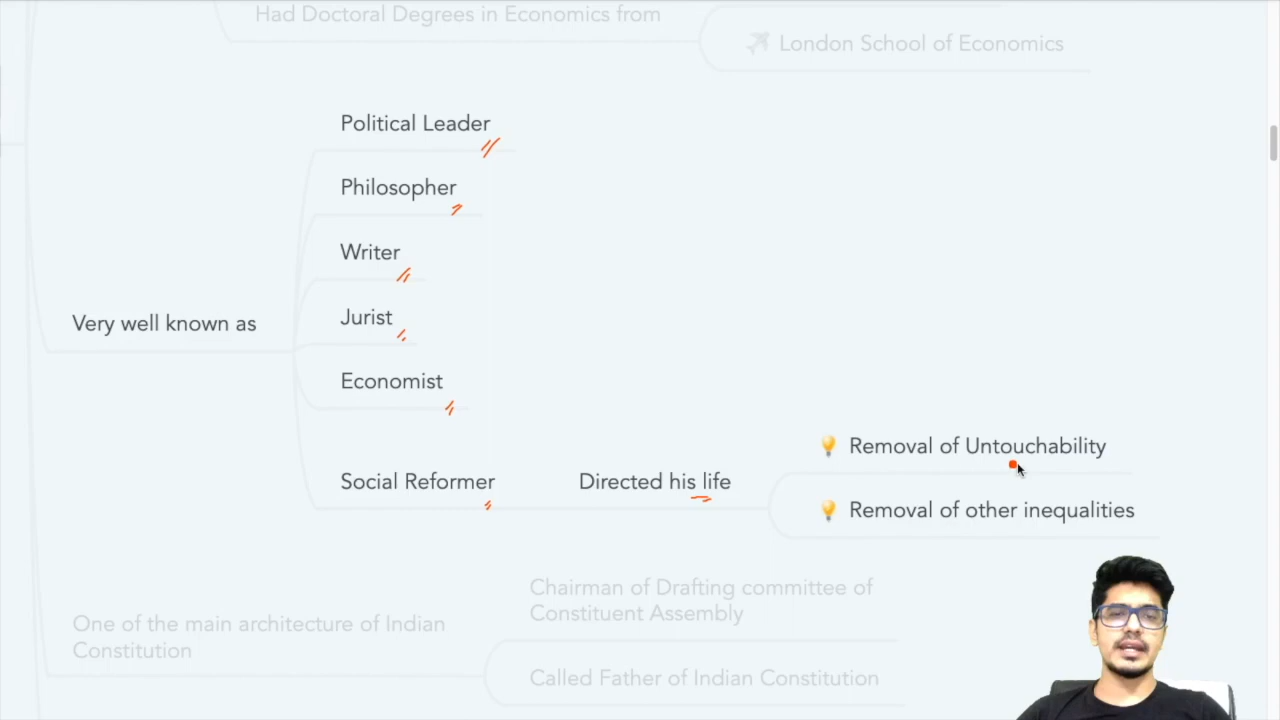 Had Doctoral Degrees in Economics from
London School of Economics
Political Leader
Philosopher
Writer
Jurist
Very well known as
Economist
Removal of Untouchability
Social Reformer
Directed his life
Removal of other inequalities
One of the main architecture of Indian
Constitution
Chairman of Drafting committee of
Constituent Assembly
Called Father of Indian Constitution